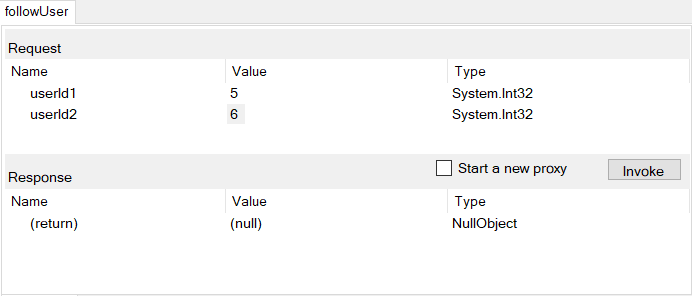 followUser
Request
Name Value Type
userId1 5 System.Int32
userId2 6 System.Int32
Response Start a new proxy Invoke
Name Value Type
(return) (null) NullObject